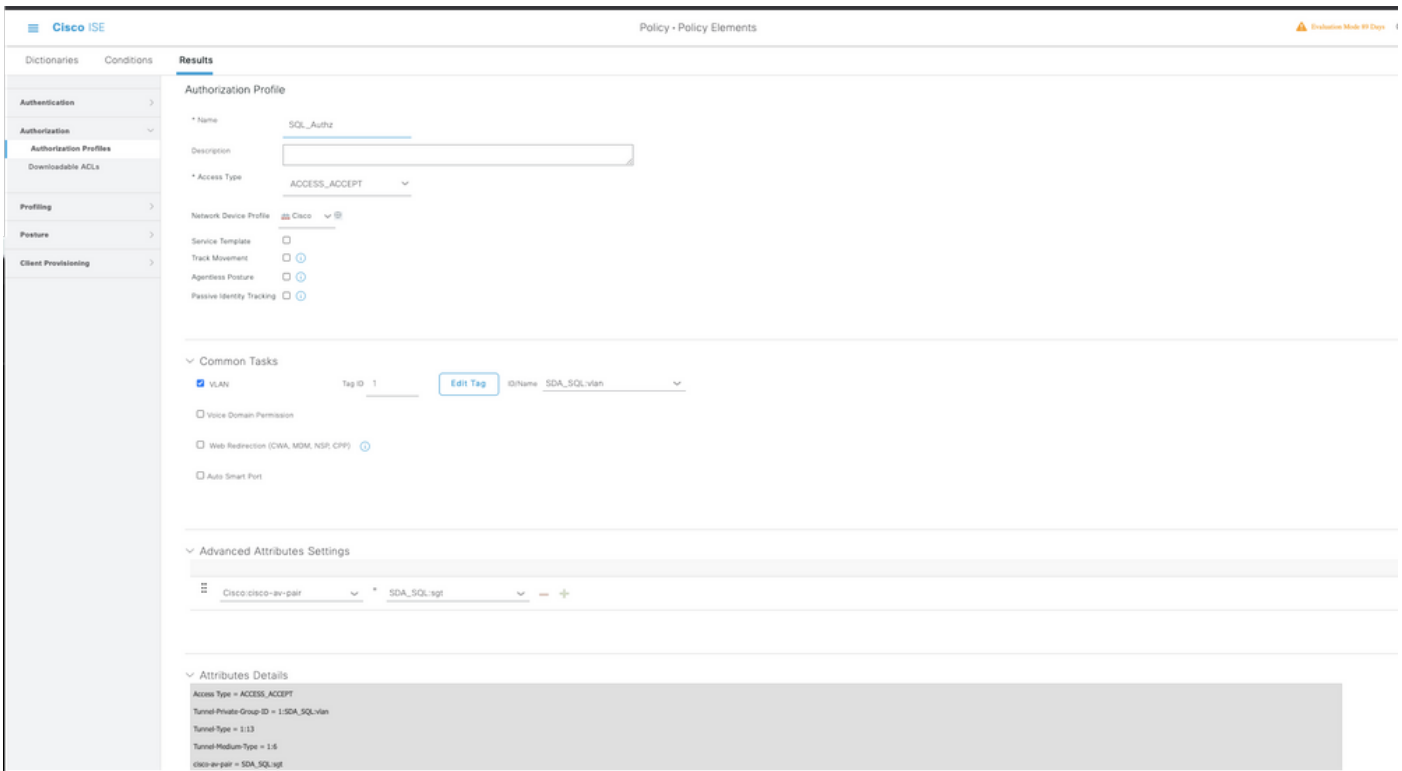 Cisco ISE
Policy · Policy Elements
Evaluation Mode 89 Days
Dictionaries Conditions Results
Authentication
Authorization
Authorization Profiles
Downloadable ACLs
Profiling
Posture
Client Provisioning
Authorization Profile
* Name SQL_Authz
Description
* Access Type ACCESS_ACCEPT
Network Device Profile Cisco
Service Template
Track Movement
Agentless Posture
Passive Identity Tracking
Common Tasks
VLAN Tag ID 1 Edit Tag ID/Name SDA_SQL:vlan
Voice Domain Permission
Web Redirection (CWA, MDM, NSP, CPP)
Auto Smart Port
Advanced Attributes Settings
Cisco:cisco-av-pair = SDA_SQL:sgt
Attributes Details
Access Type = ACCESS_ACCEPT
Tunnel-Private-Group-ID = 1:SDA_SQL:vlan
Tunnel-Type = 1:13
Tunnel-Medium-Type = 1:6
cisco-av-pair = SDA_SQL:sgt